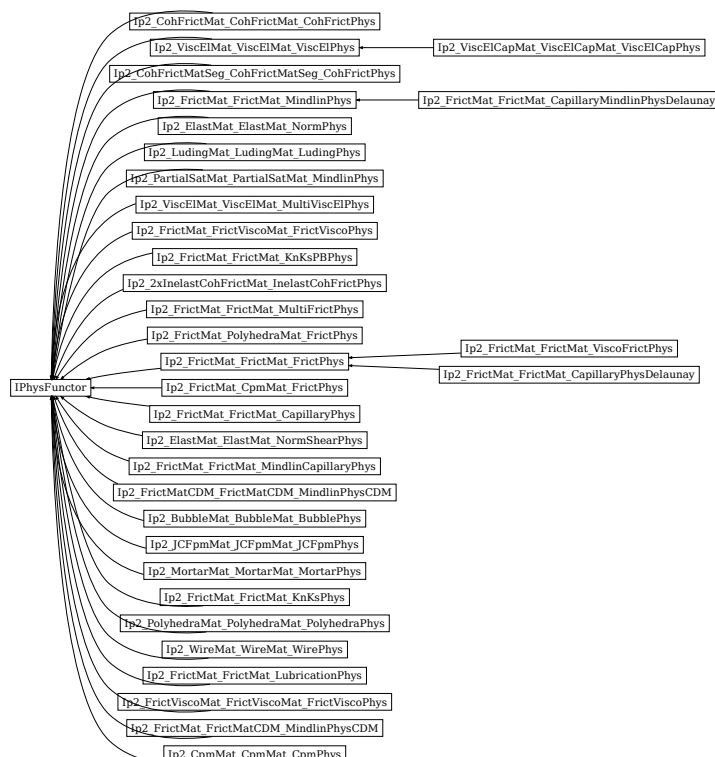 Ip2_CohFrictMat_CohFrictMat_CohFrictPhys
Ip2_ViscElMat_ViscElMat_ViscElPhys
Ip2_ViscElCapMat_ViscElCapMat_ViscElCapPhys
Ip2_CohFrictMatSeg_CohFrictMatSeg_CohFrictPhys
Ip2_FrictMat_FrictMat_MindlinPhys
Ip2_FrictMat_FrictMat_CapillaryMindlinPhysDelaunay
Ip2_ElastMat_ElastMat_NormPhys
Ip2_LudingMat_LudingMat_LudingPhys
Ip2_PartialSatMat_PartialSatMat_MindlinPhys
Ip2_ViscElMat_ViscElMat_MultiViscElPhys
Ip2_FrictMat_FrictViscoMat_FrictViscoPhys
Ip2_FrictMat_FrictMat_KnKsPBPhys
Ip2_2xInelastCohFrictMat_InelastCohFrictPhys
Ip2_FrictMat_FrictMat_MultiFrictPhys
Ip2_FrictMat_PolyhedraMat_FrictPhys
Ip2_FrictMat_FrictMat_ViscoFrictPhys
Ip2_FrictMat_FrictMat_FrictPhys
Ip2_FrictMat_FrictMat_CapillaryPhysDelaunay
IPhysFunctor
Ip2_FrictMat_CpmMat_FrictPhys
Ip2_FrictMat_FrictMat_CapillaryPhys
Ip2_ElastMat_ElastMat_NormShearPhys
Ip2_FrictMat_FrictMat_MindlinCapillaryPhys
Ip2_FrictMatCDM_FrictMatCDM_MindlinPhysCDM
Ip2_BubbleMat_BubbleMat_BubblePhys
Ip2_JCFpmMat_JCFpmMat_JCFpmPhys
Ip2_MortarMat_MortarMat_MortarPhys
Ip2_FrictMat_FrictMat_KnKsPhys
Ip2_PolyhedraMat_PolyhedraMat_PolyhedraPhys
Ip2_WireMat_WireMat_WirePhys
Ip2_FrictMat_FrictMat_LubricationPhys
Ip2_FrictViscoMat_FrictViscoMat_FrictViscoPhys
Ip2_FrictMat_FrictMatCDM_MindlinPhysCDM
Ip2_CpmMat_CpmMat_CpmPhys